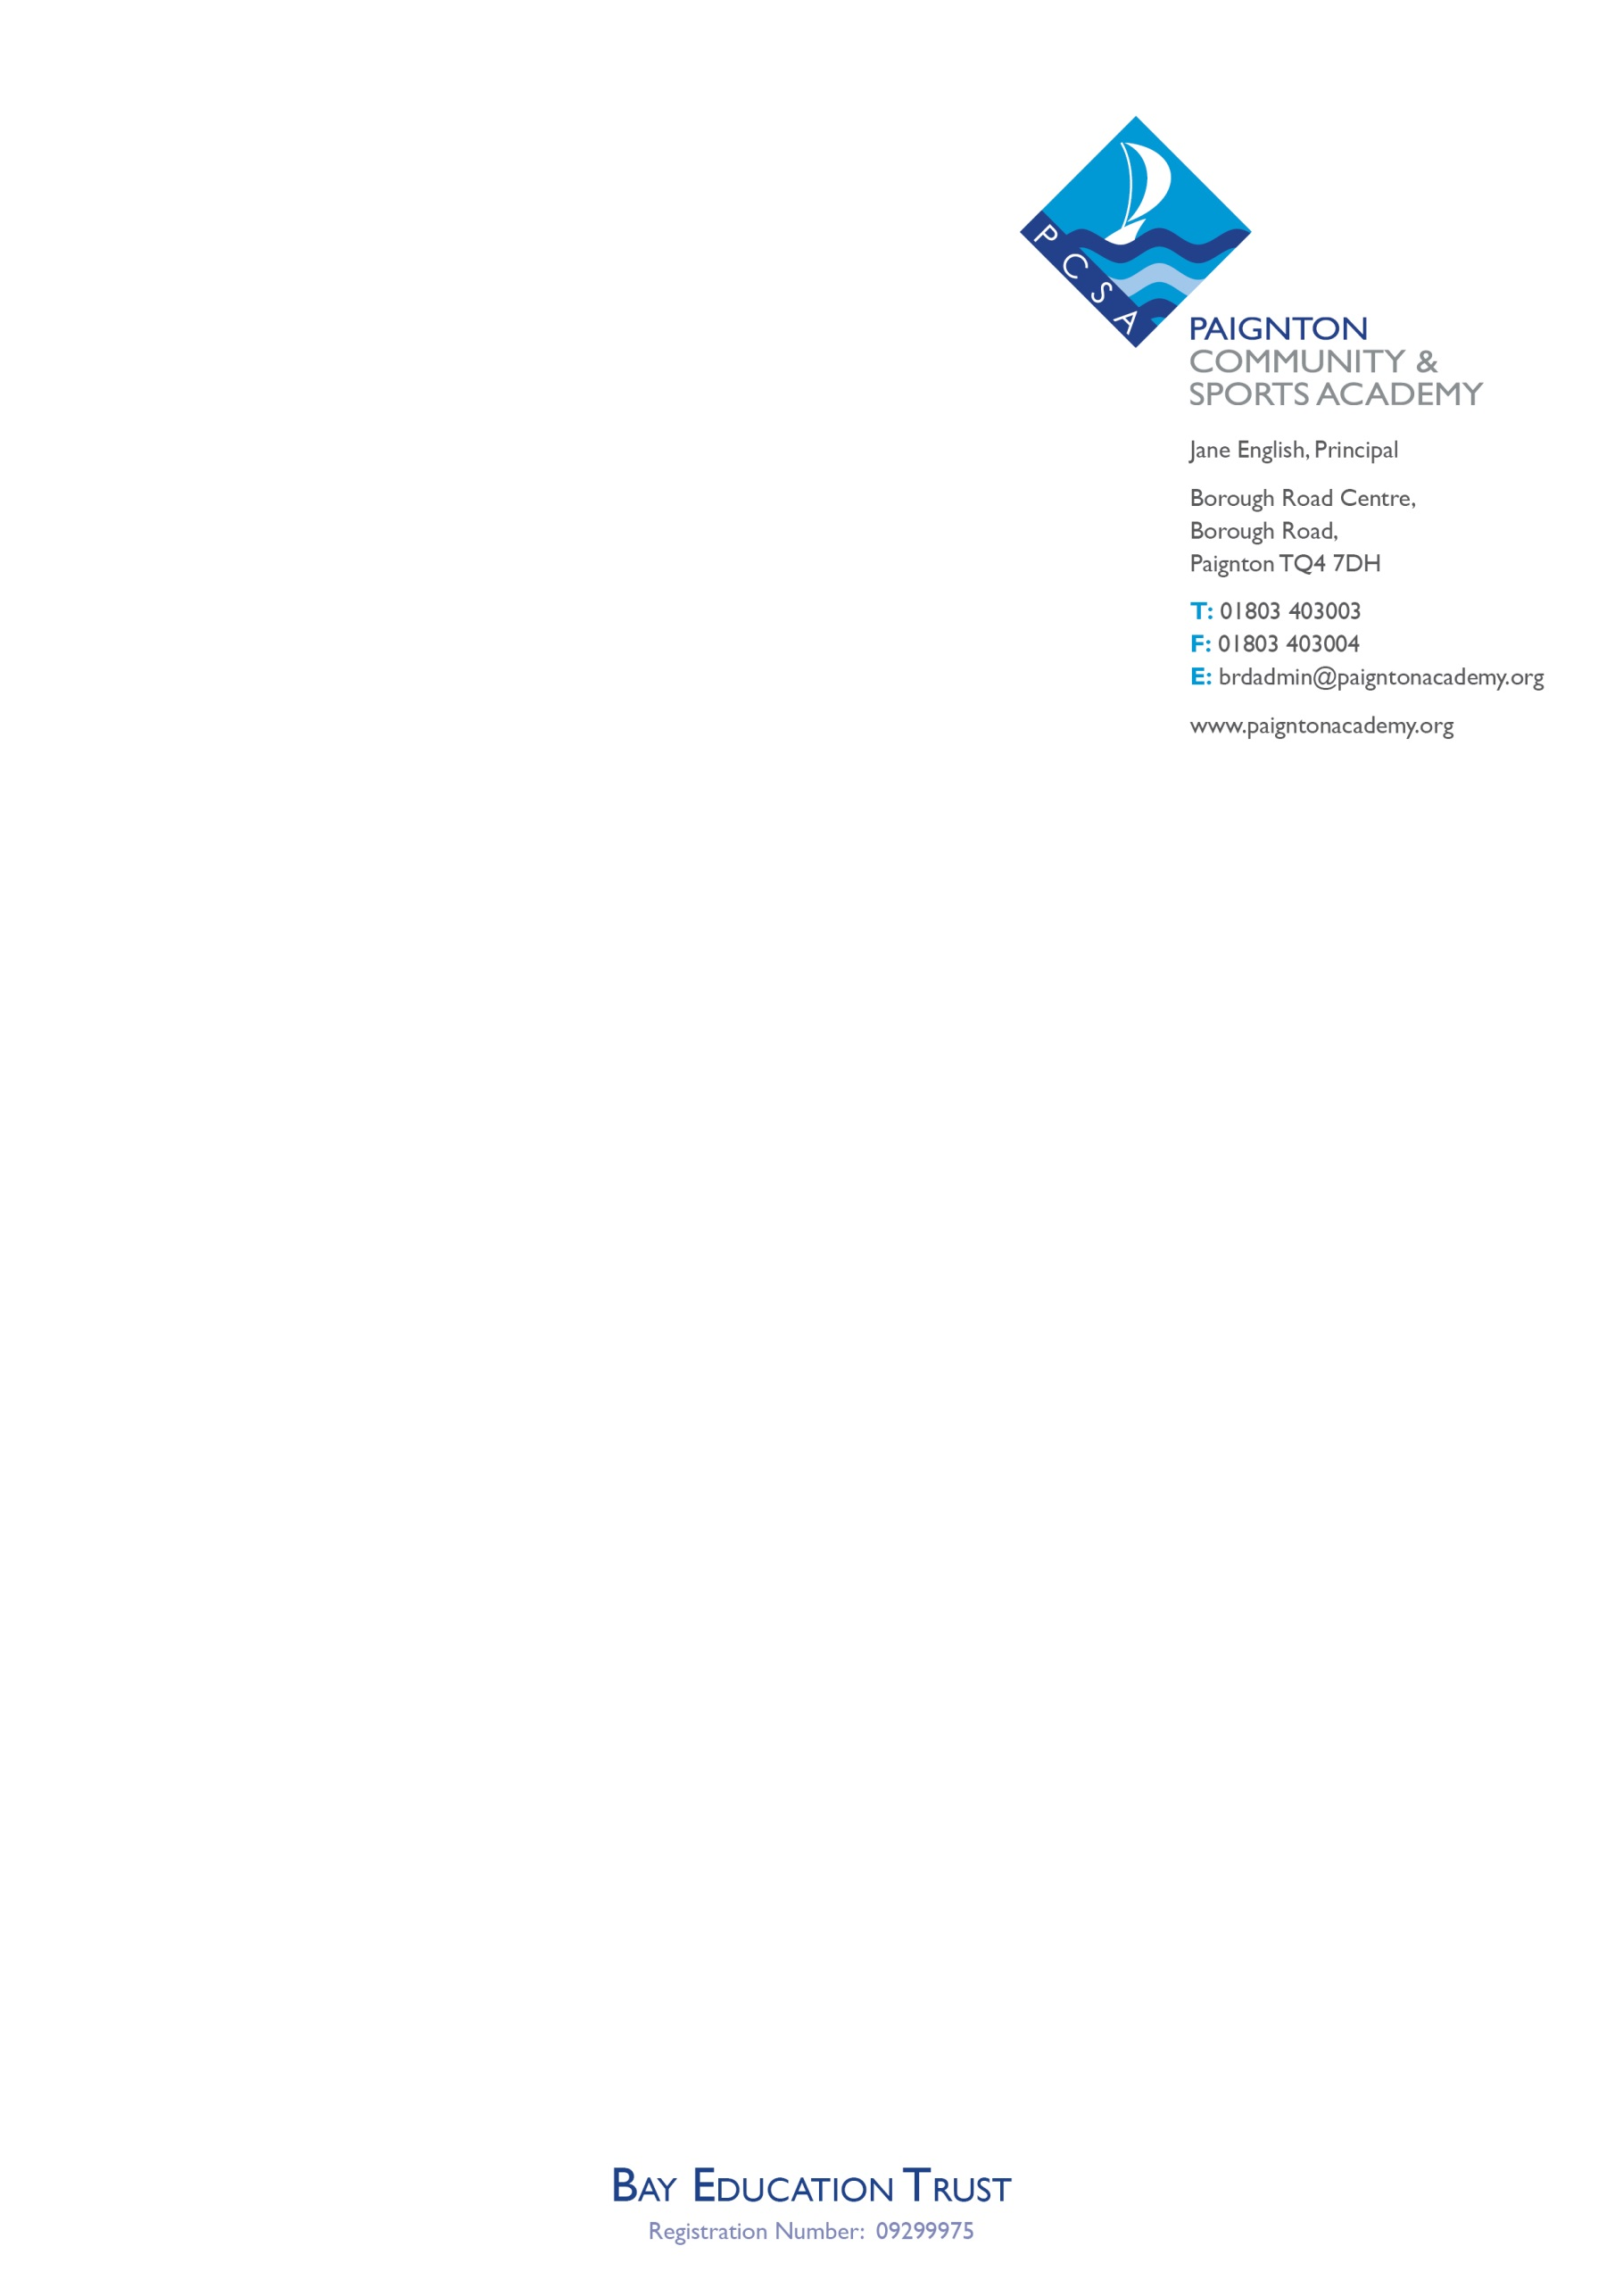 PCSA
PAIGNTON
COMMUNITY &
SPORTS ACADEMY
Jane English, Principal
Borough Road Centre,
Borough Road,
Paignton TQ4 7DH
T: 01803 403003
F: 01803 403004
E: brdadmin@paigntonacademy.org
www.paigntonacademy.org
BAY EDUCATION TRUST
Registration Number: 09299975